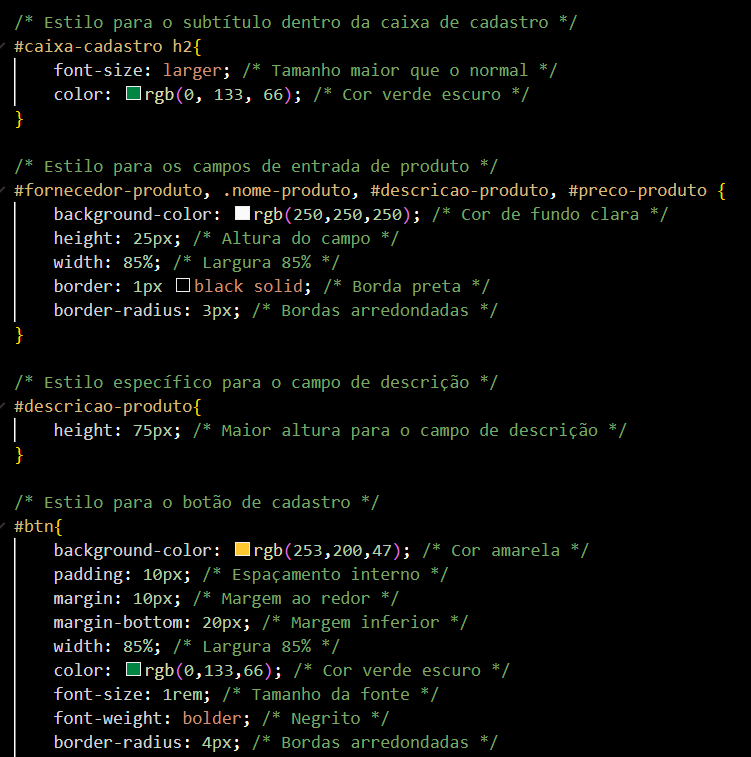 /* Estilo para o subtítulo dentro da caixa de cadastro */
#caixa-cadastro h2{
    font-size: larger; /* Tamanho maior que o normal */
    color: rgb(0, 133, 66); /* Cor verde escuro */
}

/* Estilo para os campos de entrada de produto */
#fornecedor-produto, .nome-produto, #descricao-produto, #preco-produto {
    background-color: rgb(250,250,250); /* Cor de fundo clara */
    height: 25px; /* Altura do campo */
    width: 85%; /* Largura 85% */
    border: 1px black solid; /* Borda preta */
    border-radius: 3px; /* Bordas arredondadas */
}

/* Estilo específico para o campo de descrição */
#descricao-produto{
    height: 75px; /* Maior altura para o campo de descrição */
}

/* Estilo para o botão de cadastro */
#btn{
    background-color: rgb(253,200,47); /* Cor amarela */
    padding: 10px; /* Espaçamento interno */
    margin: 10px; /* Margem ao redor */
    margin-bottom: 20px; /* Margem inferior */
    width: 85%; /* Largura 85% */
    color: rgb(0,133,66); /* Cor verde escuro */
    font-size: 1rem; /* Tamanho da fonte */
    font-weight: bolder; /* Negrito */
    border-radius: 4px; /* Bordas arredondadas */